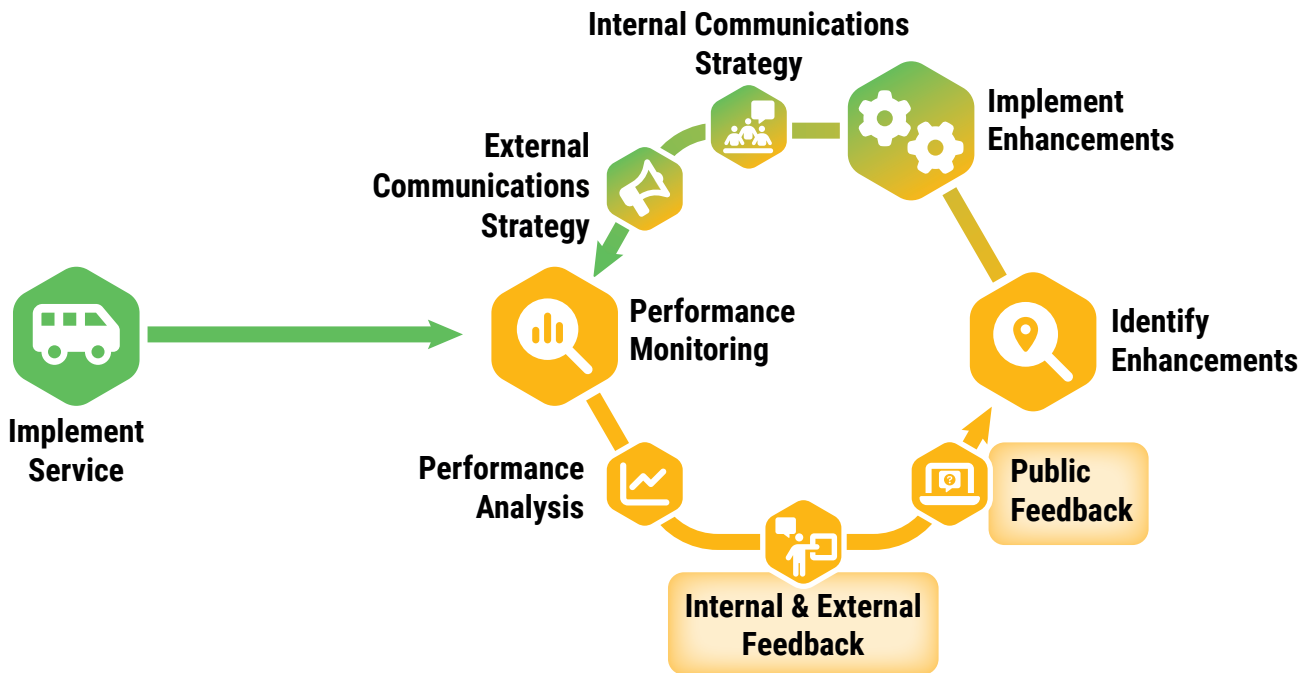 Internal Communications
Strategy
Implement
Enhancements
External
Communications
Strategy
Performance
Monitoring
Identify
Enhancements
Implement
Service
Performance
Analysis
?
Public
Feedback
Internal & External
Feedback